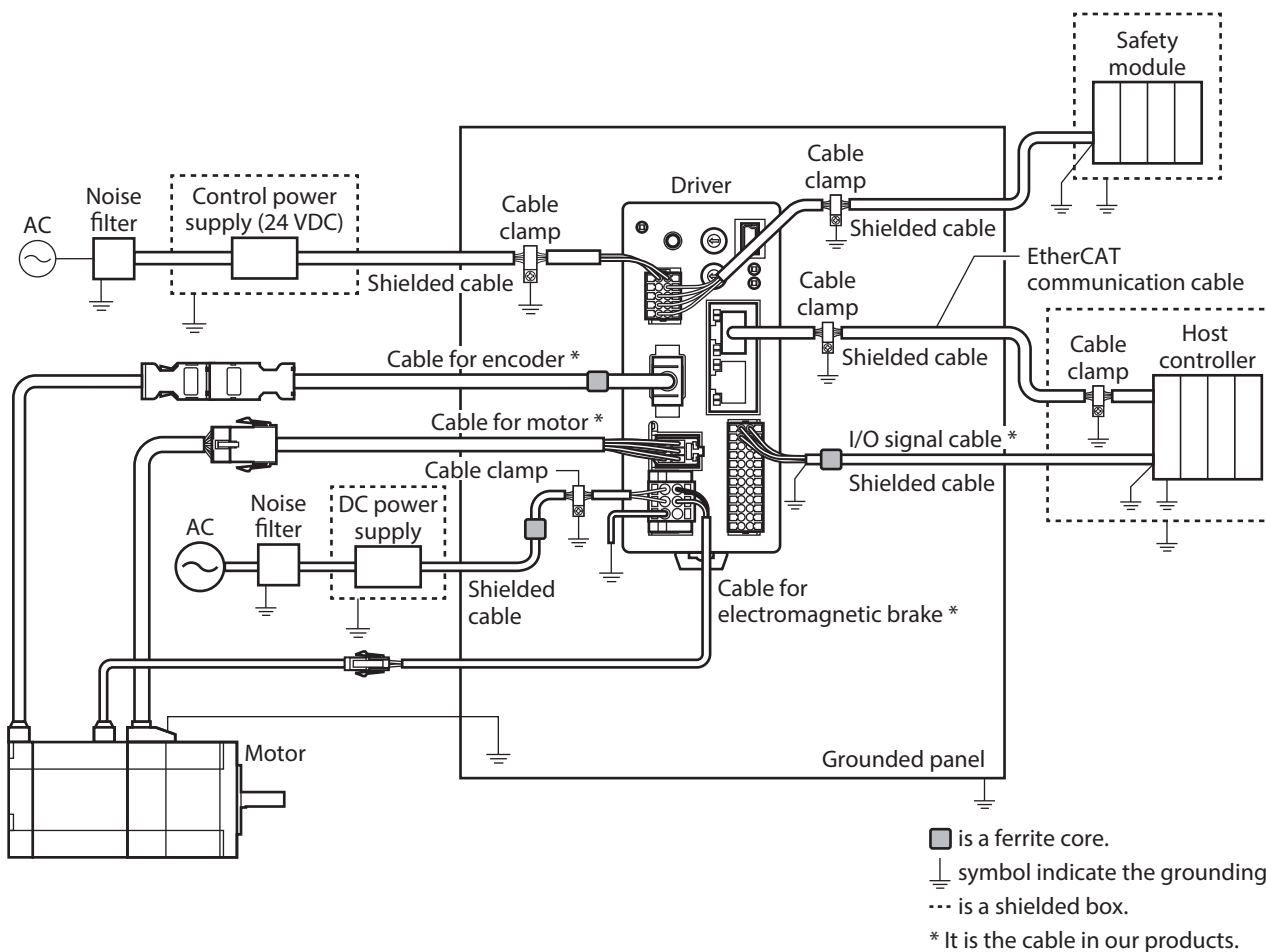 Safety
module
Cable
clamp
Driver
Noise
filter
Control power
supply (24 VDC)
Cable
clamp
AC
Shielded cable
Shielded cable
EtherCAT
communication cable
Cable
clamp
Host
controller
Cable
clamp
Cable for encoder *
Shielded cable
Cable for motor *
I/O signal cable *
Cable clamp
Shielded cable
Noise
filter
DC power
supply
AC
Shielded
cable
Cable for
electromagnetic brake *
Motor
Grounded panel
is a ferrite core.
symbol indicate the grounding
--- is a shielded box.
* It is the cable in our products.